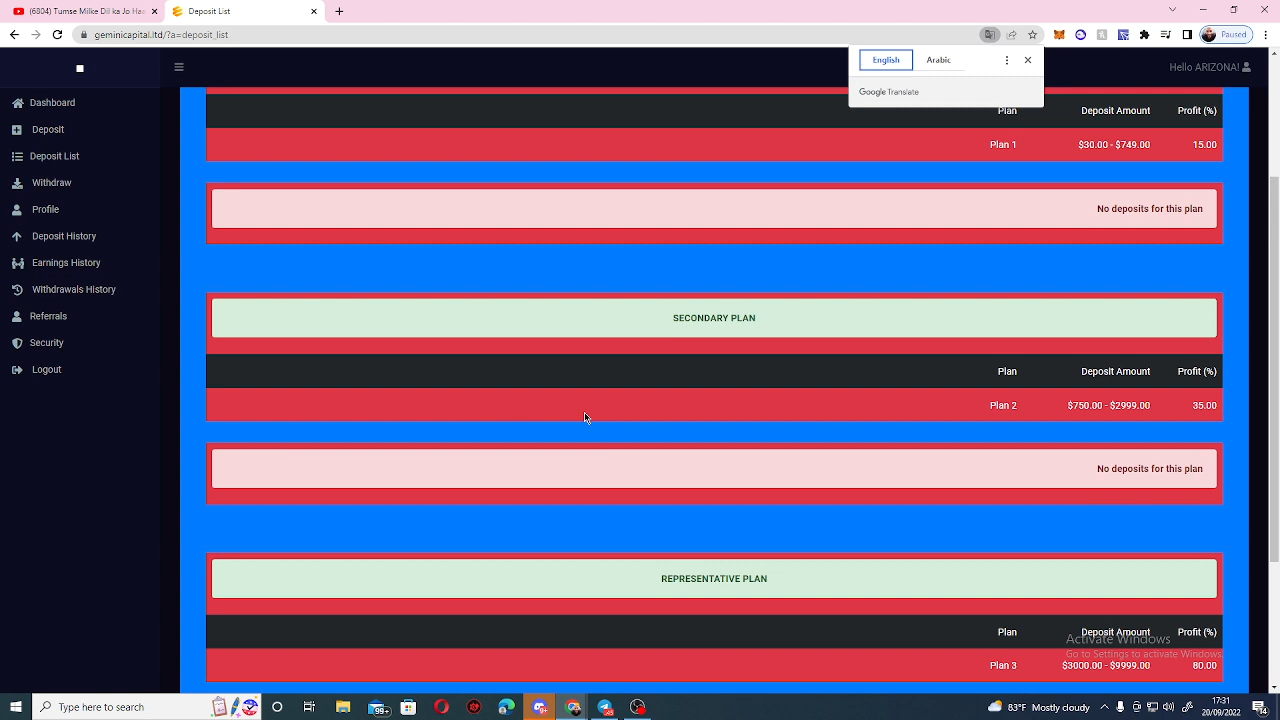 (6804) Tumse Milke Dil ka Jo Haa
Deposit List
geminicapital.ltd/?a=deposit_list
Paused
English
Arabic
Google Translate
Hello ARIZONA!
Dashboard
Deposit
Deposit List
Withdraw
Profile
Deposit History
Earnings History
Withdrawals History
Referrals
Security
Logout
Plan Deposit Amount Profit (%)
Plan 1 $30.00 - $749.00 15.00
No deposits for this plan
SECONDARY PLAN
Plan Deposit Amount Profit (%)
Plan 2 $750.00 - $2999.00 35.00
No deposits for this plan
REPRESENTATIVE PLAN
Plan Deposit Amount Profit (%)
Plan 3 $3000.00 - $9999.00 80.00
Activate Windows
Go to Settings to activate Windows.
Type here to search
99+
83°F Mostly cloudy
17:31
20/09/2022